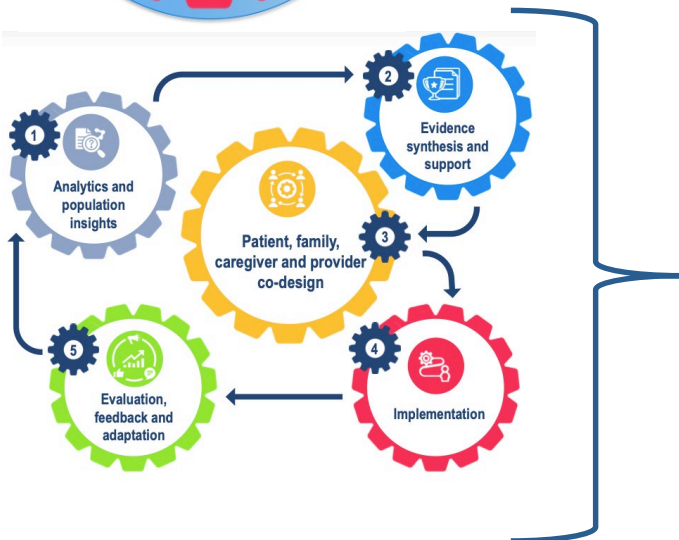 1
Analytics and
population
insights
2
Evidence
synthesis and
support
3
Patient, family,
caregiver and provider
co-design
4
Implementation
5
Evaluation,
feedback and
adaptation